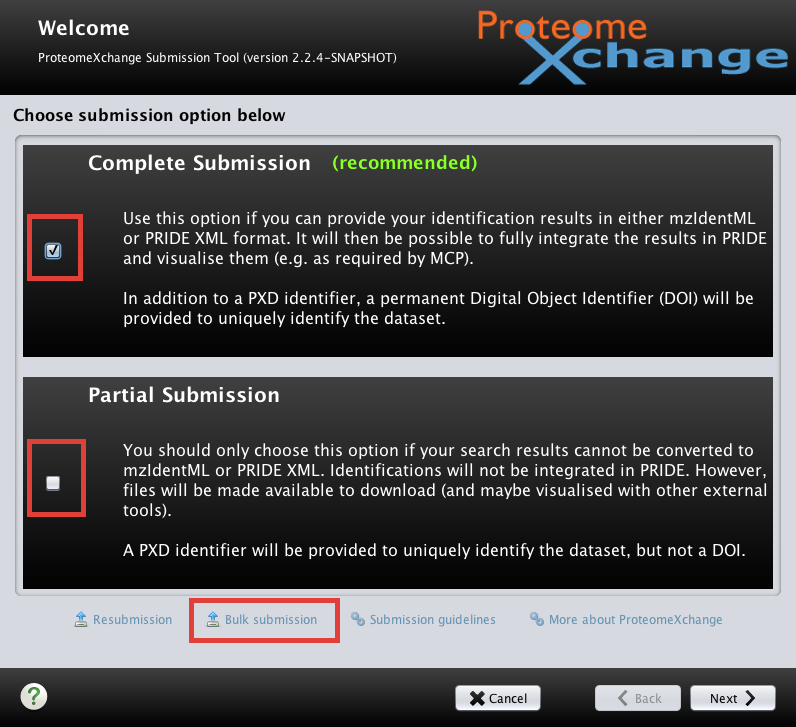 Welcome
ProteomeXchange Submission Tool (version 2.2.4-SNAPSHOT)
Proteome
Xchange
Choose submission option below
Complete Submission (recommended)
Use this option if you can provide your identification results in either mzIdentML
or PRIDE XML format. It will then be possible to fully integrate the results in PRIDE
and visualise them (e.g. as required by MCP).
In addition to a PXD identifier, a permanent Digital Object Identifier (DOI) will be
provided to uniquely identify the dataset.
Partial Submission
You should only choose this option if your search results cannot be converted to
mzIdentML or PRIDE XML. Identifications will not be integrated in PRIDE. However,
files will be made available to download (and maybe visualised with other external
tools).
A PXD identifier will be provided to uniquely identify the dataset, but not a DOI.
Resubmission Bulk submission Submission guidelines More about ProteomeXchange
? Cancel Back Next